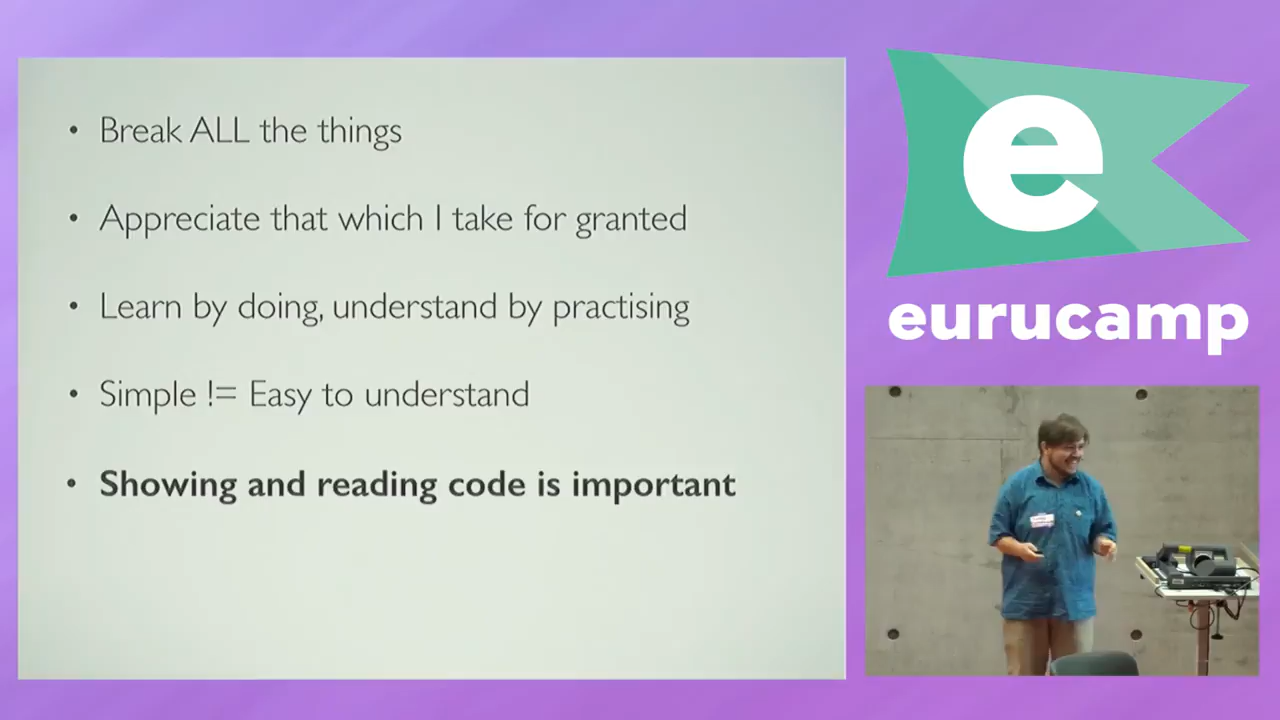 • Break ALL the things
• Appreciate that which I take for granted
• Learn by doing, understand by practising
• Simple != Easy to understand
• Showing and reading code is important
e
eurucamp